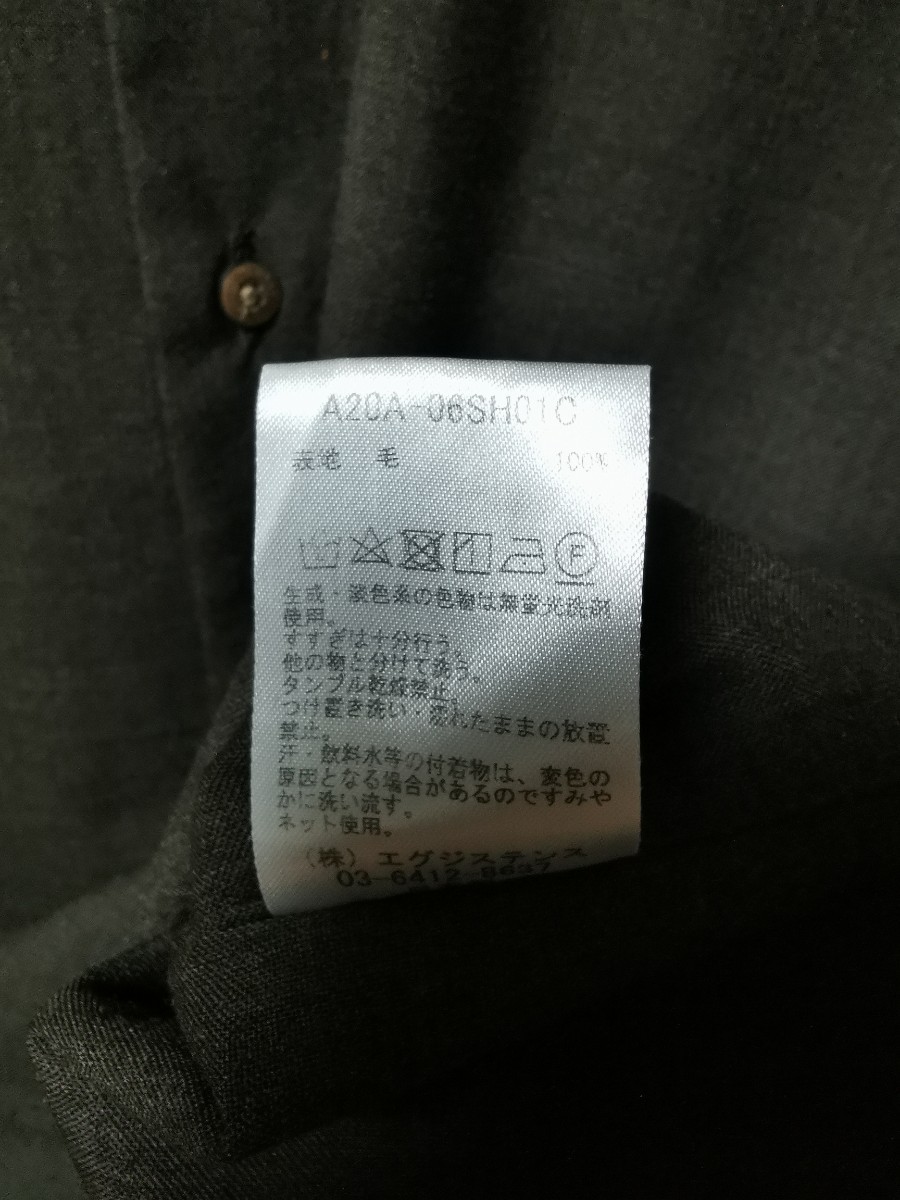 A20A-06SH01C
表地 毛 100%
生成・淡色系の色物は無蛍光洗剤
使用。
すすぎは十分行う。
他の物と分けて洗う。
タンブル乾燥禁止。
つけ置き洗い・濡れたままの放置
禁止。
汗・飲料水等の付着物は、変色の
原因となる場合があるのですみや
かに洗い流す。
ネット使用。
(株) エグジステンス
03-6412-8637